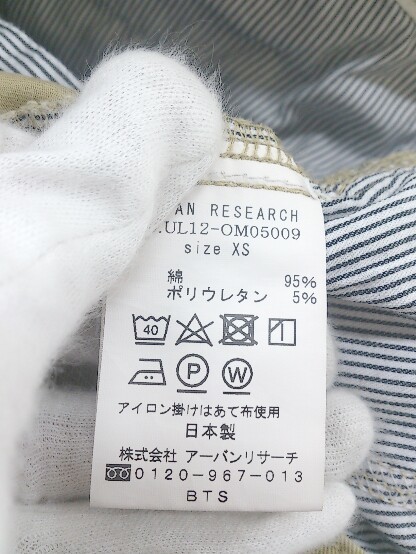 RESEARCH
UL12-OM05009
size XS
綿 95%
ポリウレタン 5%
40
P W
アイロン掛けはあて布使用
日本製
株式会社 アーバンリサーチ
0120-967-013
BTS